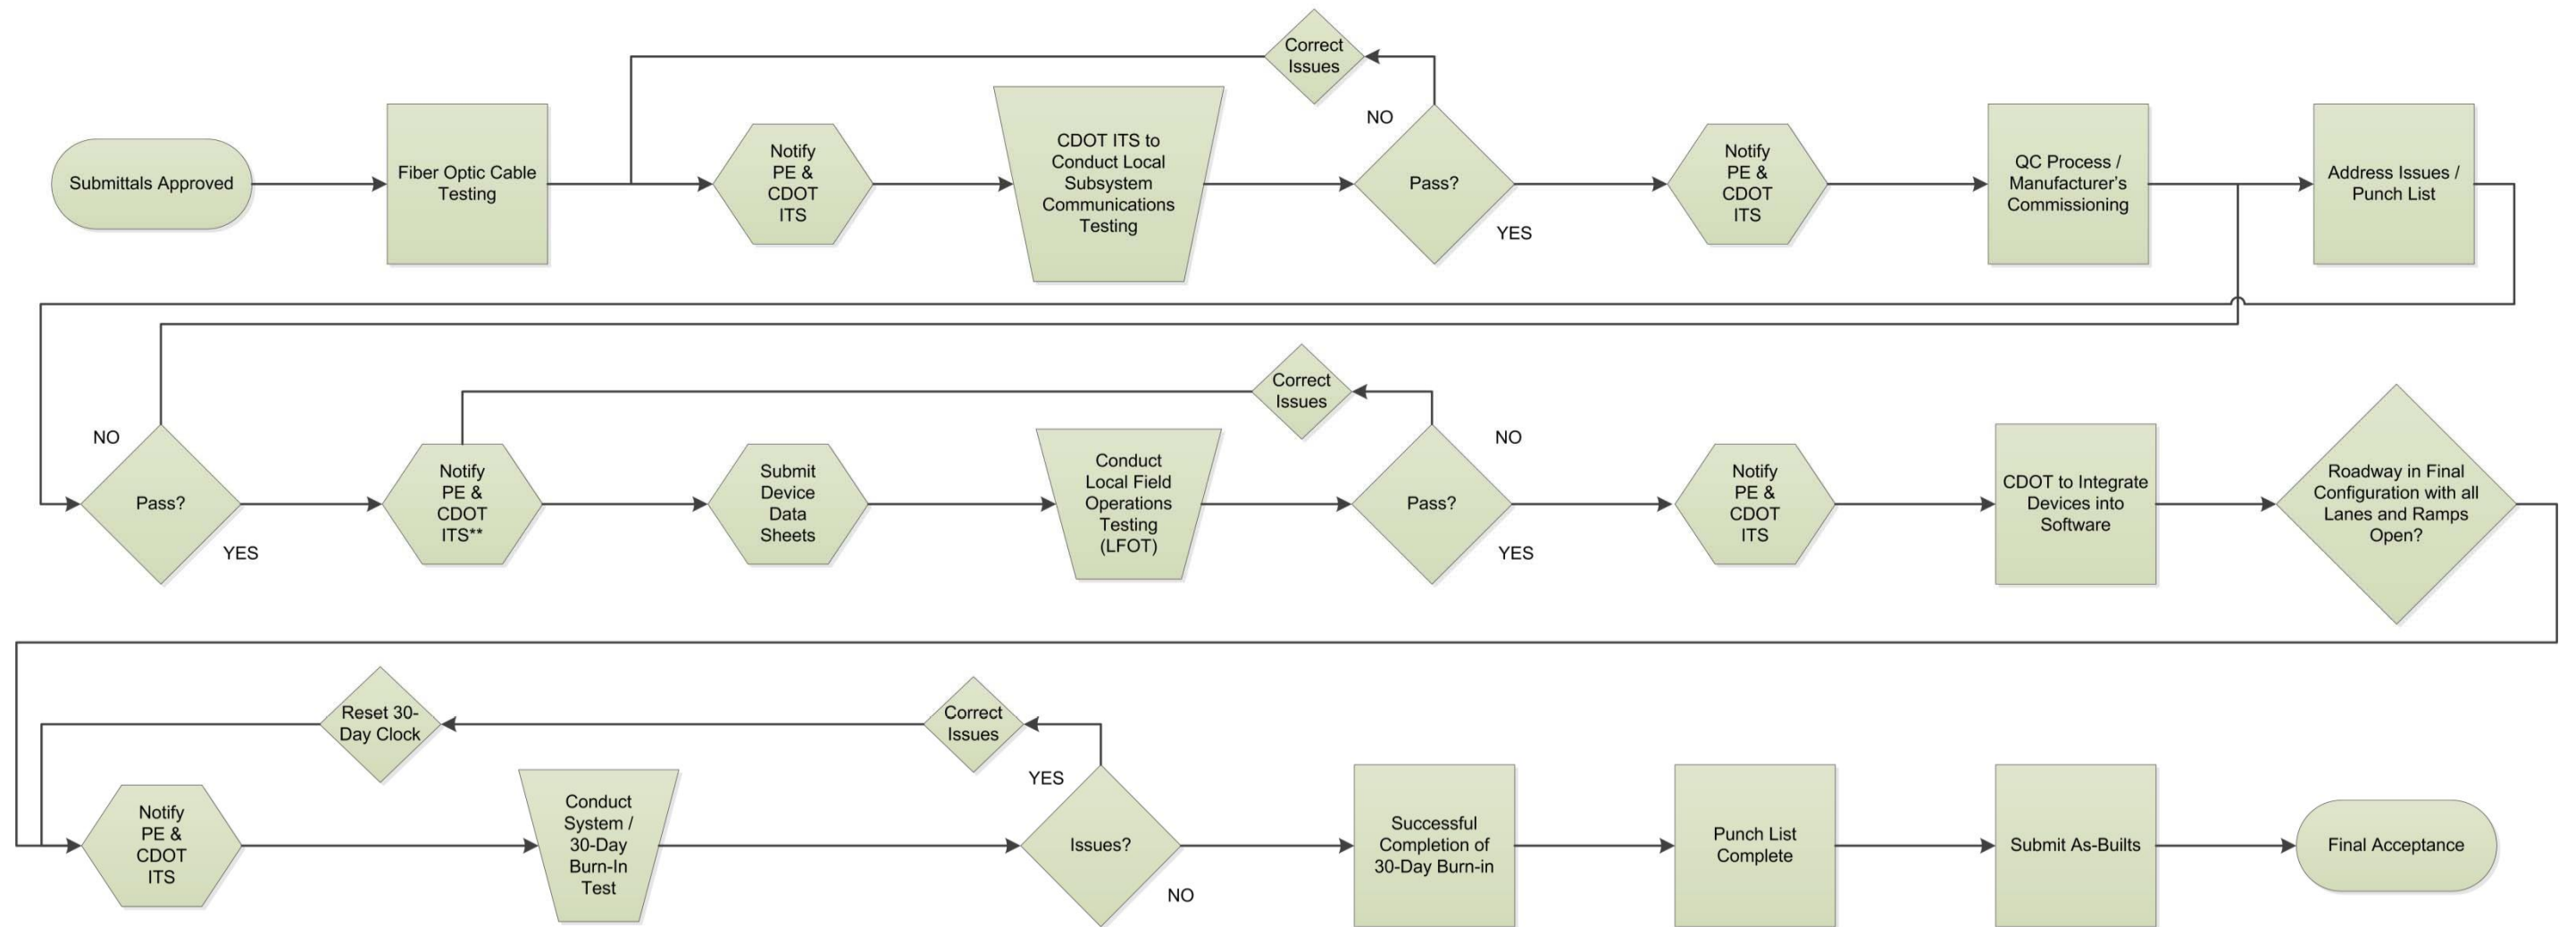 Correct
Issues
NO
Submittals Approved
Fiber Optic Cable
Testing
Notify
PE &
CDOT
ITS
CDOT ITS to
Conduct Local
Subsystem
Communications
Testing
Pass?
YES
Notify
PE &
CDOT
ITS
QC Process /
Manufacturer's
Commissioning
Address Issues /
Punch List
Correct
Issues
NO
Pass?
YES
Notify
PE &
CDOT
ITS**
Submit
Device
Data
Sheets
Conduct
Local Field
Operations
Testing
(LFOT)
NO
Pass?
YES
Notify
PE &
CDOT
ITS
CDOT to Integrate
Devices into
Software
Roadway in Final
Configuration with all
Lanes and Ramps
Open?
Reset 30-
Day Clock
Correct
Issues
YES
Notify
PE &
CDOT
ITS
Conduct
System /
30-Day
Burn-In
Test
Issues?
NO
Successful
Completion of
30-Day Burn-in
Punch List
Complete
Submit As-Builts
Final Acceptance